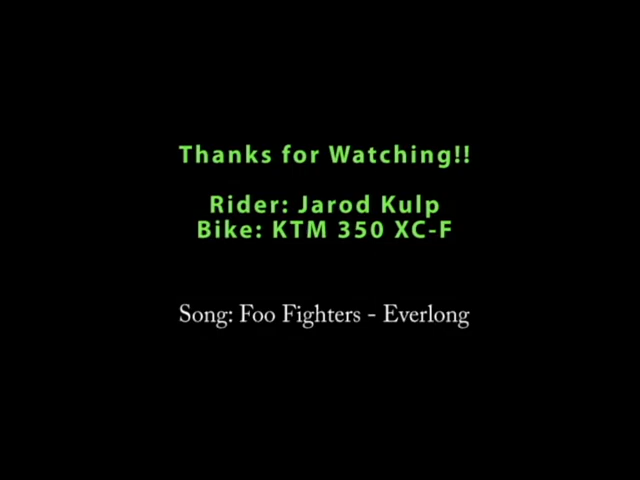 Thanks for Watching!!
Rider: Jarod Kulp
Bike: KTM 350 XC-F
Song: Foo Fighters - Everlong